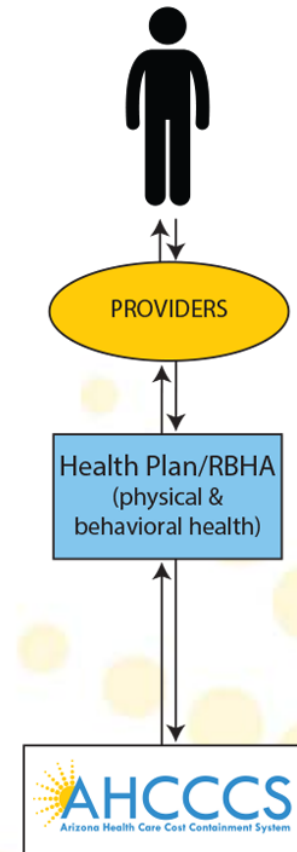 PROVIDERS
Health Plan/RBHA
(physical &
behavioral health)
AHCCCS
Arizona Health Care Cost Containment System